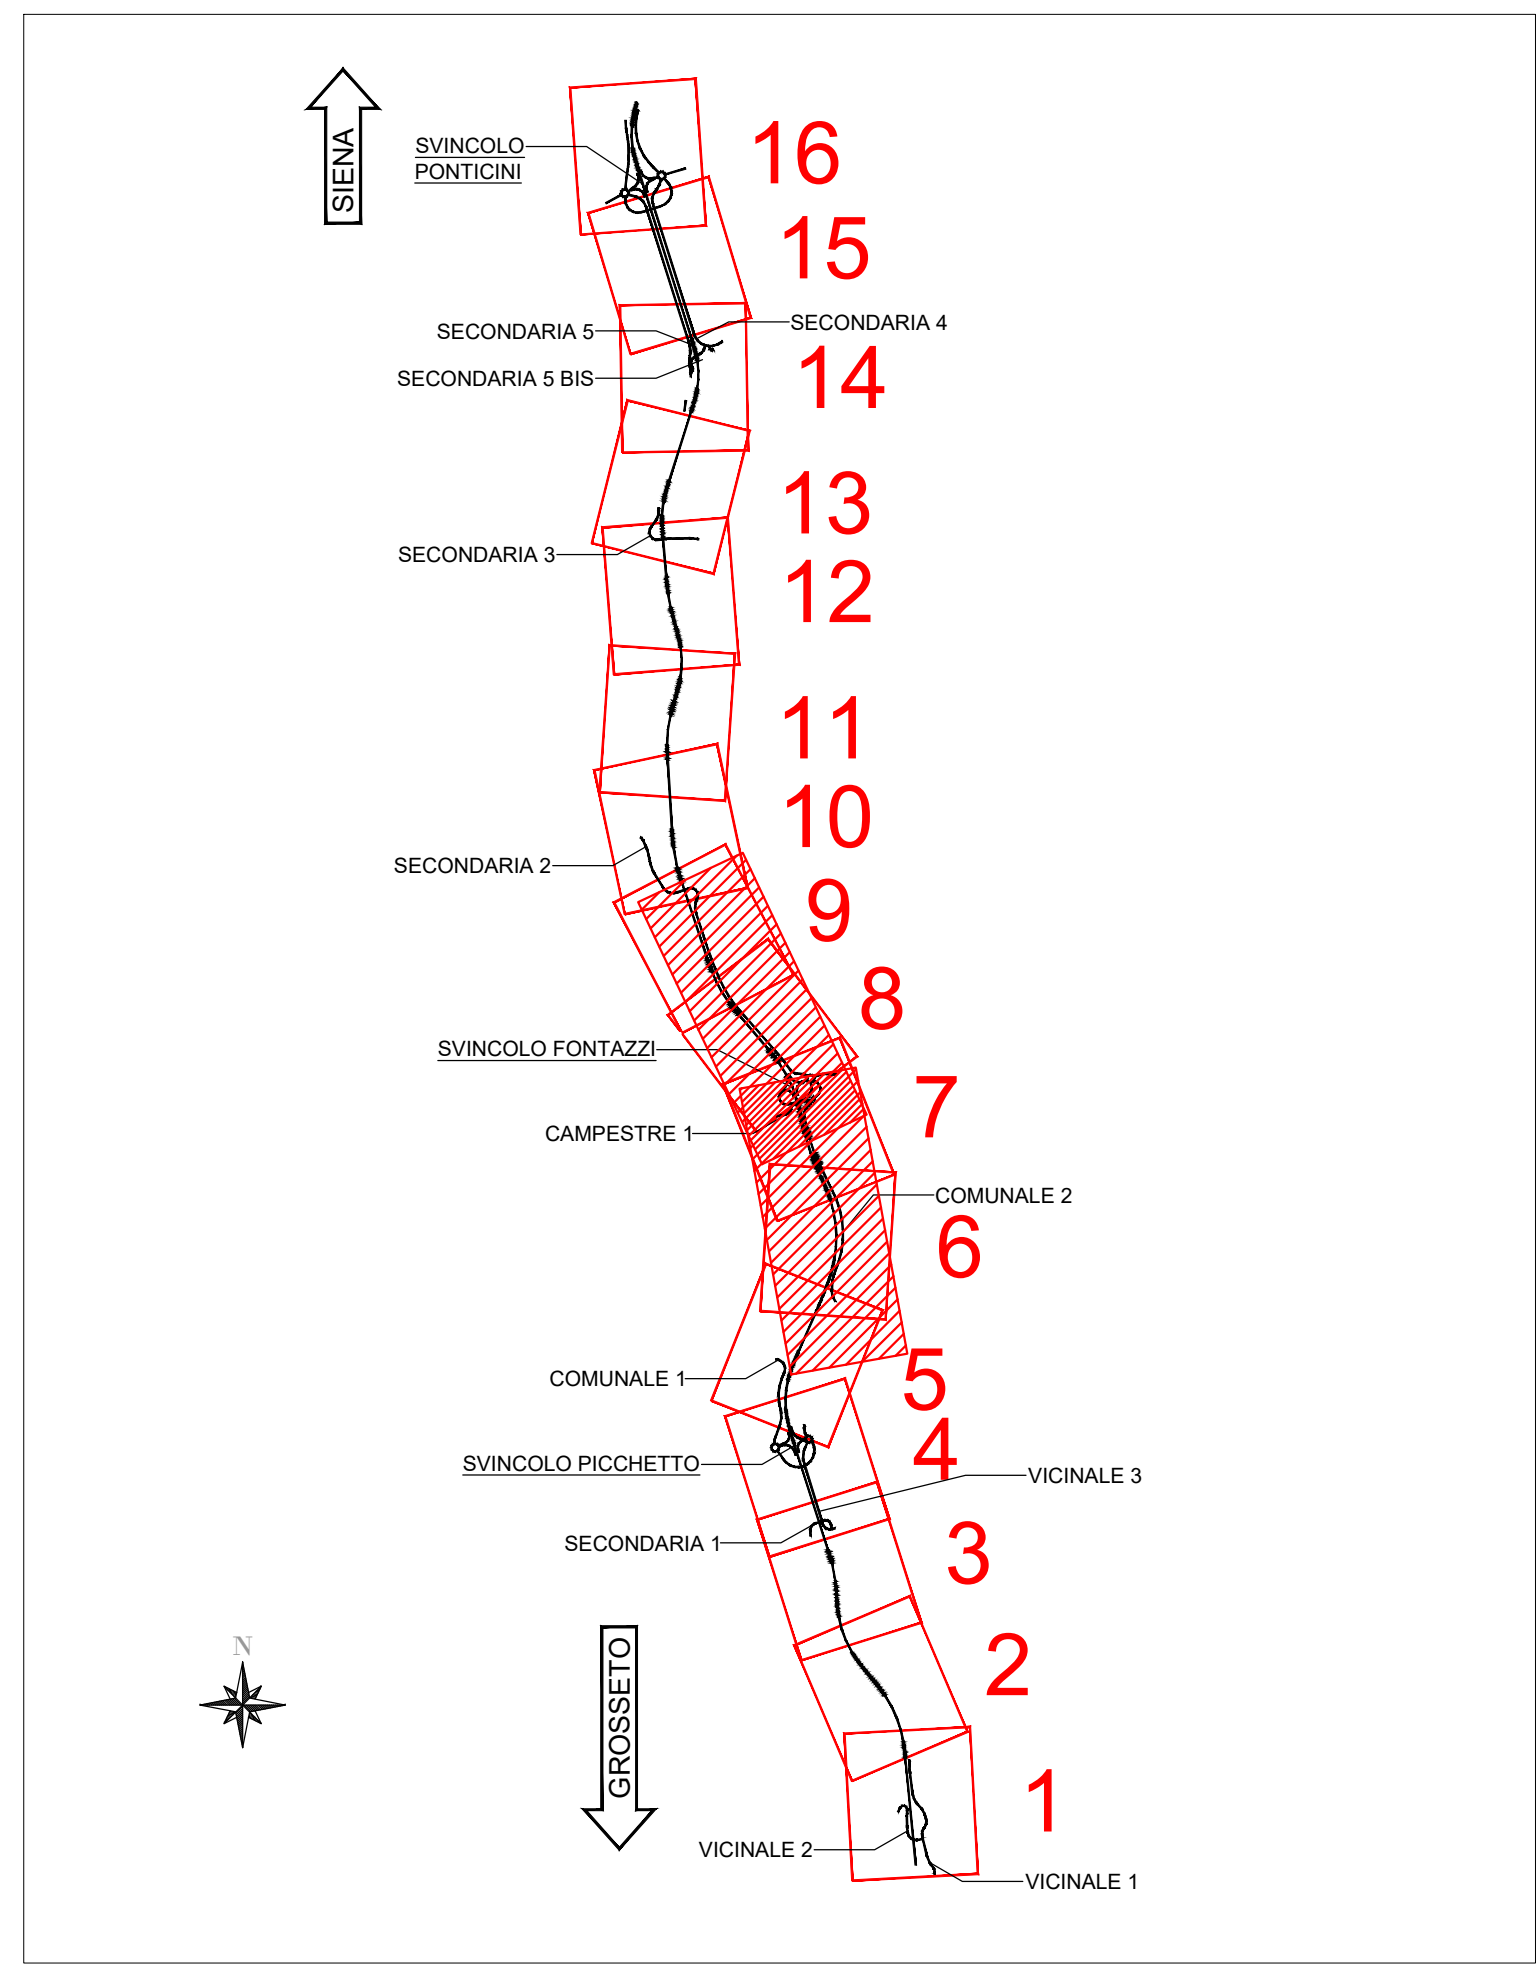 SIENA
SVINCOLO
PONTICINI
16
15
SECONDARIA 5
SECONDARIA 4
SECONDARIA 5 BIS
14
13
SECONDARIA 3
12
11
10
SECONDARIA 2
9
8
SVINCOLO FONTAZZI
7
CAMPESTRE 1
COMUNALE 2
6
COMUNALE 1
5
4
SVINCOLO PICCHETTO
VICINALE 3
SECONDARIA 1
3
N
GROSSETO
2
1
VICINALE 2
VICINALE 1